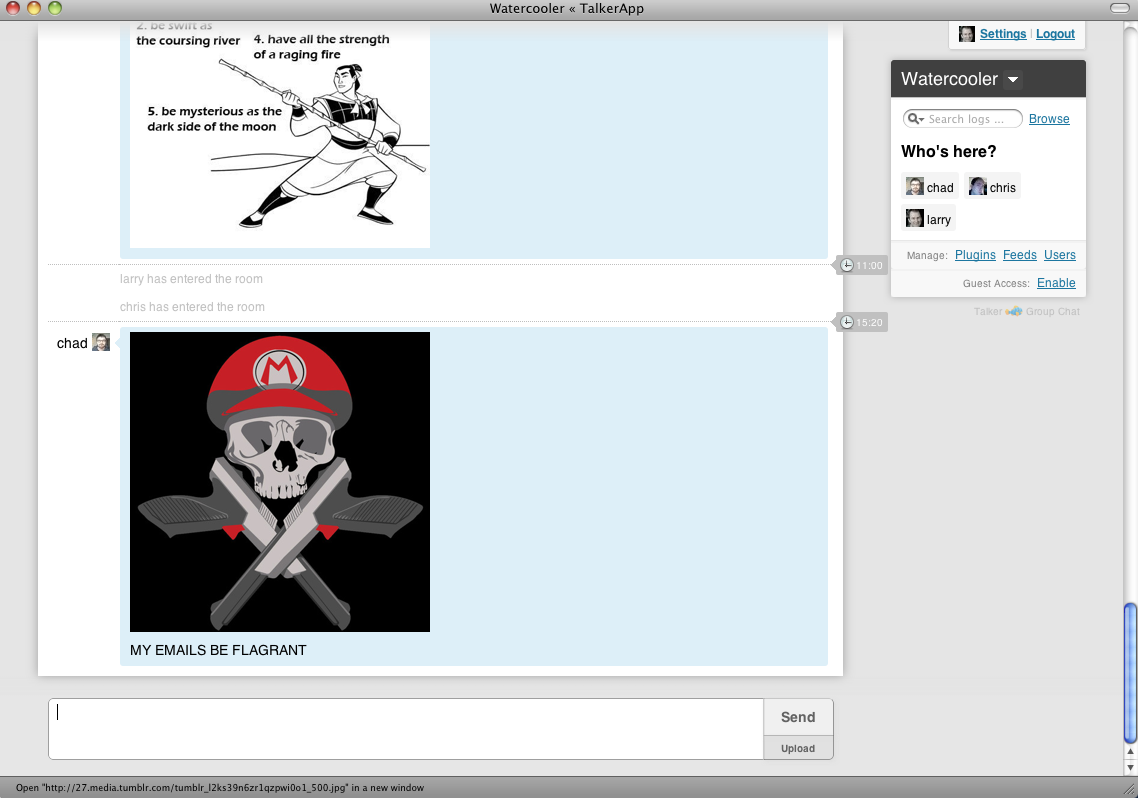 Watercooler « TalkerApp
Settings | Logout
2. be swift as
the coursing river
4. have all the strength
of a raging fire
5. be mysterious as the
dark side of the moon
Watercooler
Search logs ...
Browse
Who's here?
chad
chris
larry
Manage: Plugins Feeds Users
Guest Access: Enable
Talker Group Chat
11:00
larry has entered the room
chris has entered the room
15:20
chad
M
MY EMAILS BE FLAGRANT
Send
Upload
Open "http://27.media.tumblr.com/tumblr_l2ks39n6zr1qzpwi0o1_500.jpg" in a new window